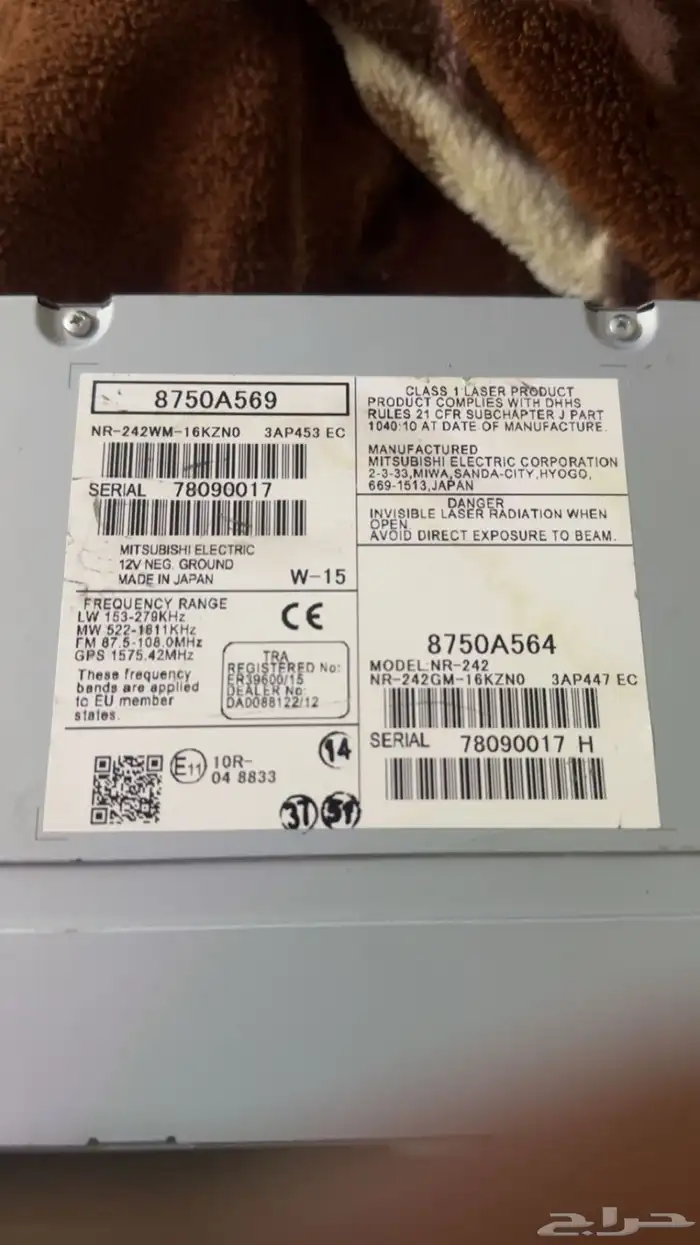 8750A569
NR-242WM-16KZN0 3AP453 EC
SERIAL 78090017
MITSUBISHI ELECTRIC
12V NEG. GROUND
MADE IN JAPAN W-15
FREQUENCY RANGE
LW 153-279KHz
MW 522-1611KHz
FM 87.5-108.0MHz
GPS 1575.42MHz
These frequency
bands are applied
to EU member
states.
CE
TRA
REGISTERED No:
ER39600/15
DEALER No:
DA0088122/12
E11 10R-
04 8833
14
3T 5T
CLASS 1 LASER PRODUCT
PRODUCT COMPLIES WITH DHHS
RULES 21 CFR SUBCHAPTER J PART
1040:10 AT DATE OF MANUFACTURE.
MANUFACTURED
MITSUBISHI ELECTRIC CORPORATION
2-3-33,MIWA,SANDA-CITY,HYOGO,
669-1513,JAPAN
DANGER
INVISIBLE LASER RADIATION WHEN
OPEN
AVOID DIRECT EXPOSURE TO BEAM.
8750A564
MODEL:NR-242
NR-242GM-16KZN0 3AP447 EC
SERIAL 78090017 H
حراج